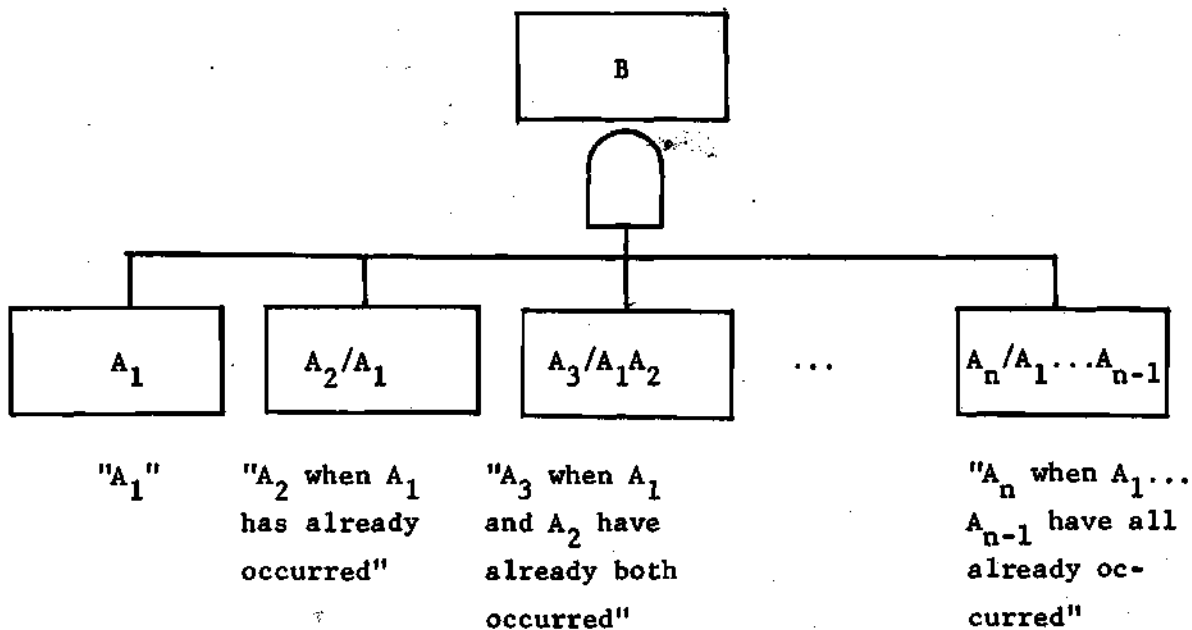 B
A₁
A₂/A₁
A₃/A₁A₂
...
Aₙ/A₁...Aₙ₋₁
"A₁"
"A₂ when A₁
has already
occurred"
"A₃ when A₁
and A₂ have
already both
occurred"
"Aₙ when A₁...
Aₙ₋₁ have all
already oc-
curred"